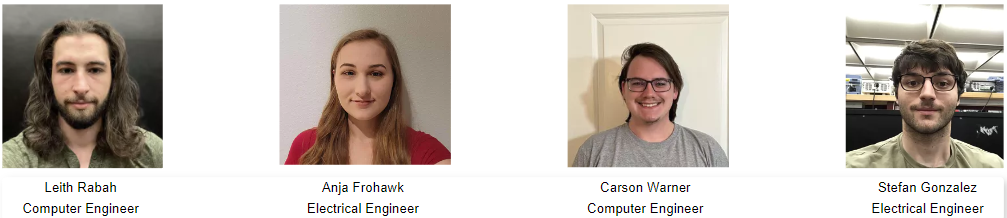 Leith Rabah
Computer Engineer
Anja Frohawk
Electrical Engineer
Carson Warner
Computer Engineer
Stefan Gonzalez
Electrical Engineer